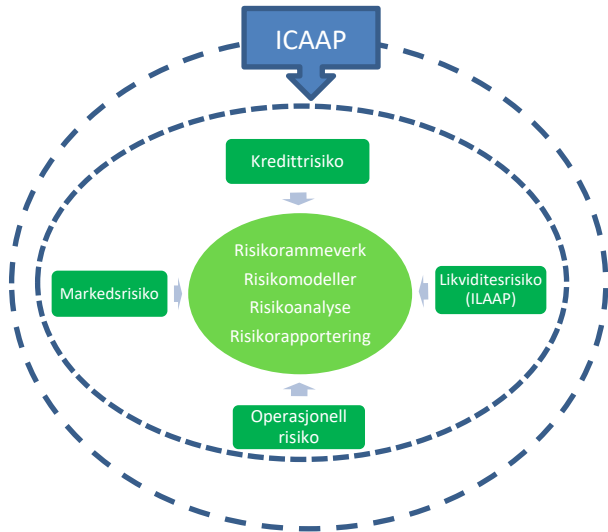 ICAAP
Kredittrisiko
Risikorammeverk
Risikomodeller
Risikoanalyse
Risikorapportering
Markedsrisiko
Likviditesrisiko
(ILAAP)
Operasjonell
risiko